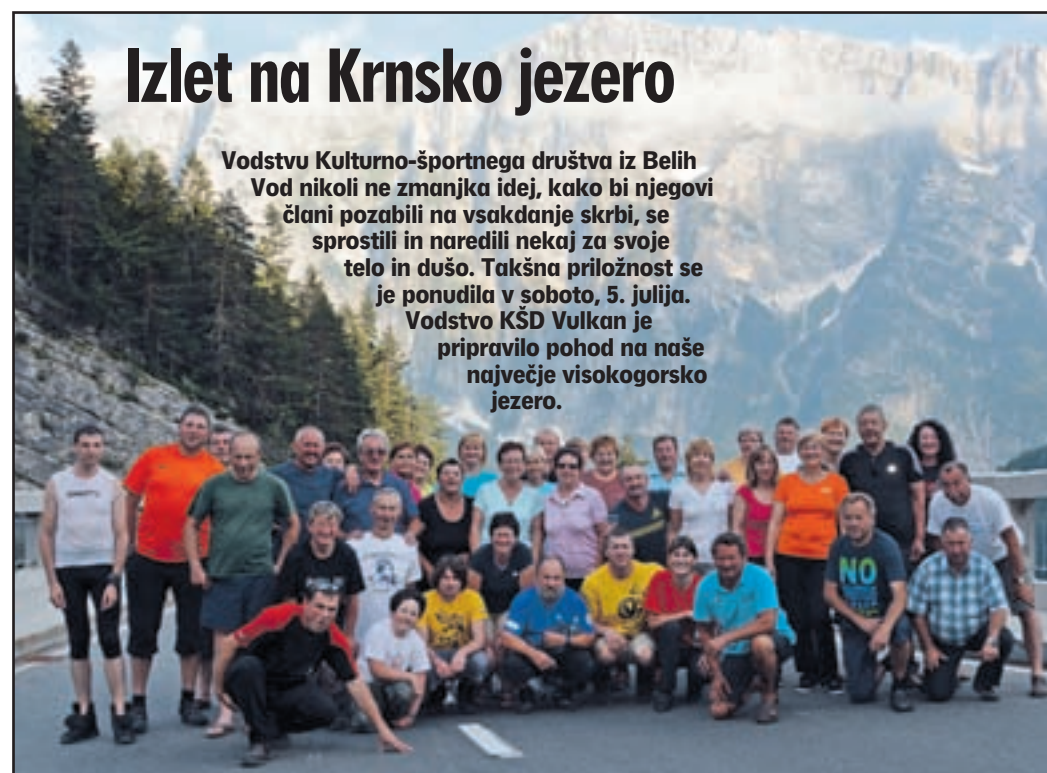 Izlet na Krnsko jezero
Vodstvu Kulturno-športnega društva iz Belih
Vod nikoli ne zmanjka idej, kako bi njegovi
člani pozabili na vsakdanje skrbi, se
sprostili in naredili nekaj za svoje
telo in dušo. Takšna priložnost se
je ponudila v soboto, 5. julija.
Vodstvo KŠD Vulkan je
pripravilo pohod na naše
največje visokogorsko
jezero.
NO